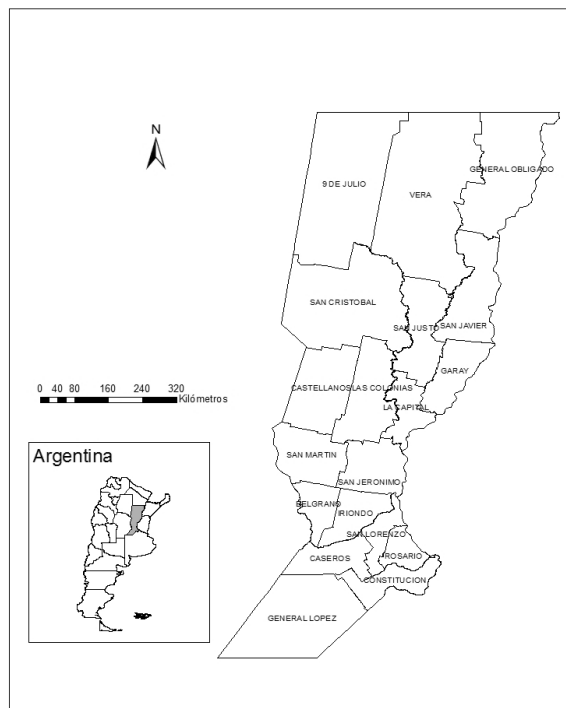 N
9 DE JULIO
VERA
GENERAL OBLIGADO
SAN CRISTOBAL
SAN JUSTO
SAN JAVIER
GARAY
CASTELLANOS
LAS COLONIAS
LA CAPITAL
0 40 80 160 240 320
Kilómetros
SAN MARTIN
SAN JERONIMO
BELGRANO
IRIONDO
SAN LORENZO
CASEROS
ROSARIO
CONSTITUCION
GENERAL LOPEZ
Argentina